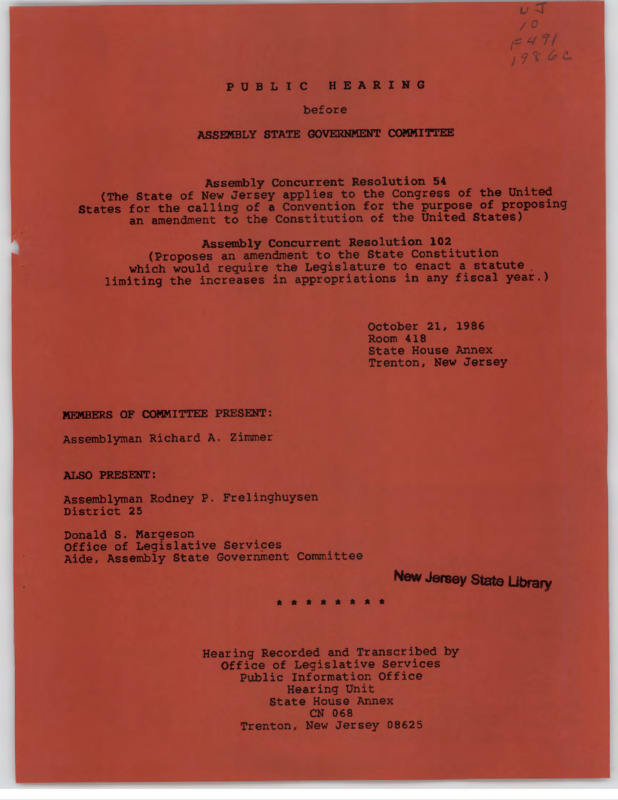 NJ
10
F491
1986c
PUBLIC HEARING
before
ASSEMBLY STATE GOVERNMENT COMMITTEE
Assembly Concurrent Resolution 54
(The State of New Jersey applies to the Congress of the United
States for the calling of a Convention for the purpose of proposing
an amendment to the Constitution of the United States)
Assembly Concurrent Resolution 102
(Proposes an amendment to the State Constitution
which would require the Legislature to enact a statute
limiting the increases in appropriations in any fiscal year.)
October 21, 1986
Room 418
State House Annex
Trenton, New Jersey
MEMBERS OF COMMITTEE PRESENT:
Assemblyman Richard A. Zimmer
ALSO PRESENT:
Assemblyman Rodney P. Frelinghuysen
District 25
Donald S. Margeson
Office of Legislative Services
Aide, Assembly State Government Committee
New Jersey State Library
* * * * * * * *
Hearing Recorded and Transcribed by
Office of Legislative Services
Public Information Office
Hearing Unit
State House Annex
CN 068
Trenton, New Jersey 08625